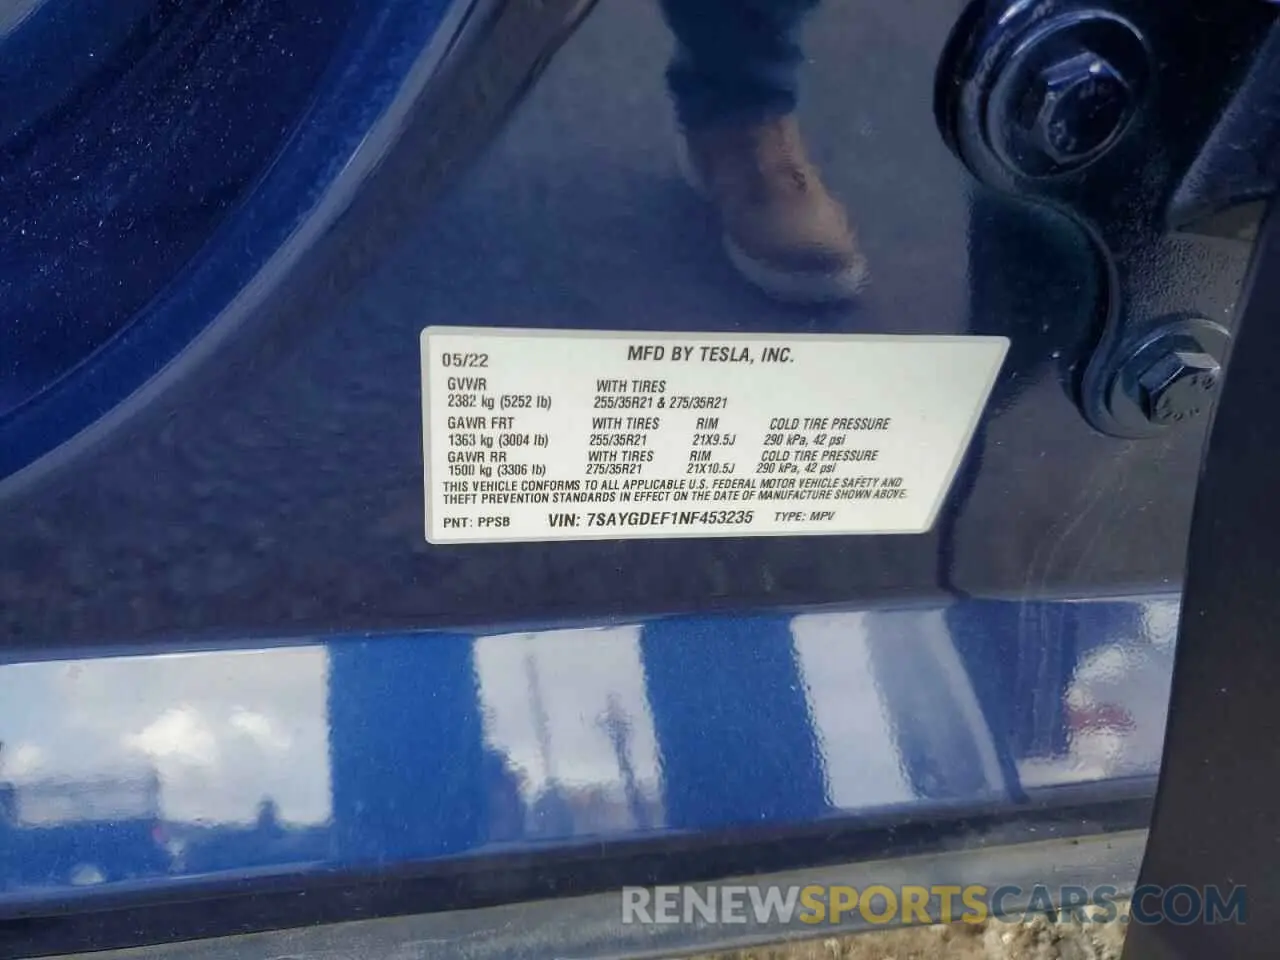 05/22 MFD BY TESLA, INC.
GVWR WITH TIRES
2382 kg (5252 lb) 255/35R21 & 275/35R21
GAWR FRT WITH TIRES RIM COLD TIRE PRESSURE
1363 kg (3004 lb) 255/35R21 21X9.5J 290 kPa, 42 psi
GAWR RR WITH TIRES RIM COLD TIRE PRESSURE
1500 kg (3306 lb) 275/35R21 21X10.5J 290 kPa, 42 psi
THIS VEHICLE CONFORMS TO ALL APPLICABLE U.S. FEDERAL MOTOR VEHICLE SAFETY AND
THEFT PREVENTION STANDARDS IN EFFECT ON THE DATE OF MANUFACTURE SHOWN ABOVE.
PNT: PPSB VIN: 7SAYGDEF1NF453235 TYPE: MPV
RENEWSPORTSCARS.COM